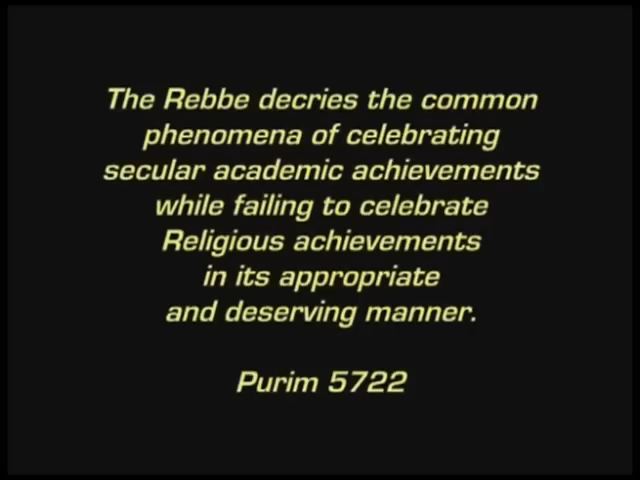 The Rebbe decries the common
phenomena of celebrating
secular academic achievements
while failing to celebrate
Religious achievements
in its appropriate
and deserving manner.
Purim 5722